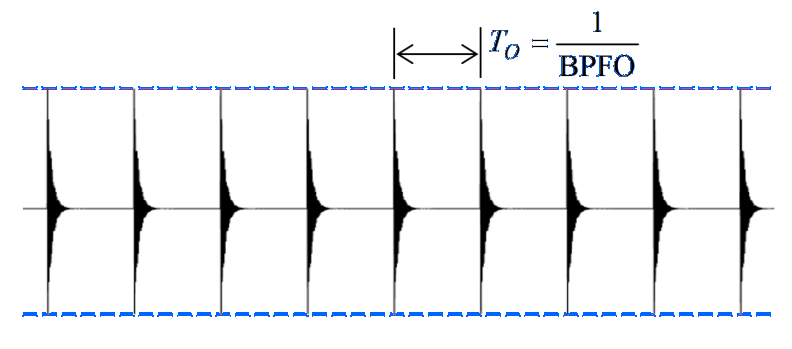 T_O = 1/BPFO